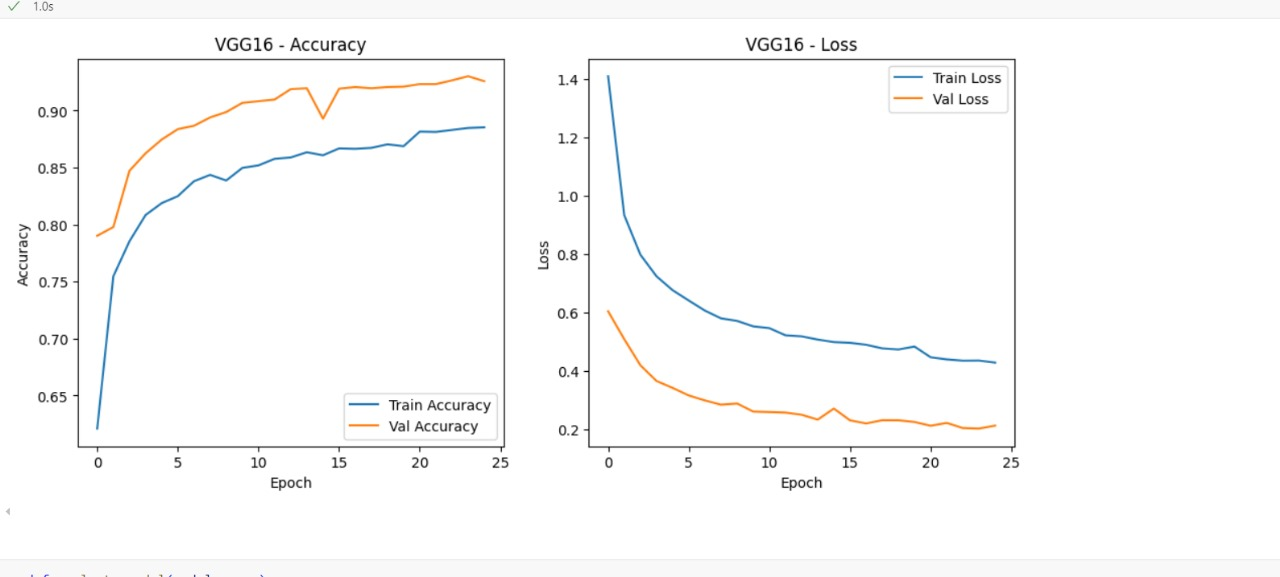 1.0s
VGG16 - Accuracy
0.90
0.85
0.80
0.75
0.70
0.65
Accuracy
Train Accuracy
Val Accuracy
0 5 10 15 20 25
Epoch
VGG16 - Loss
1.4
1.2
1.0
0.8
0.6
0.4
0.2
Loss
Train Loss
Val Loss
0 5 10 15 20 25
Epoch